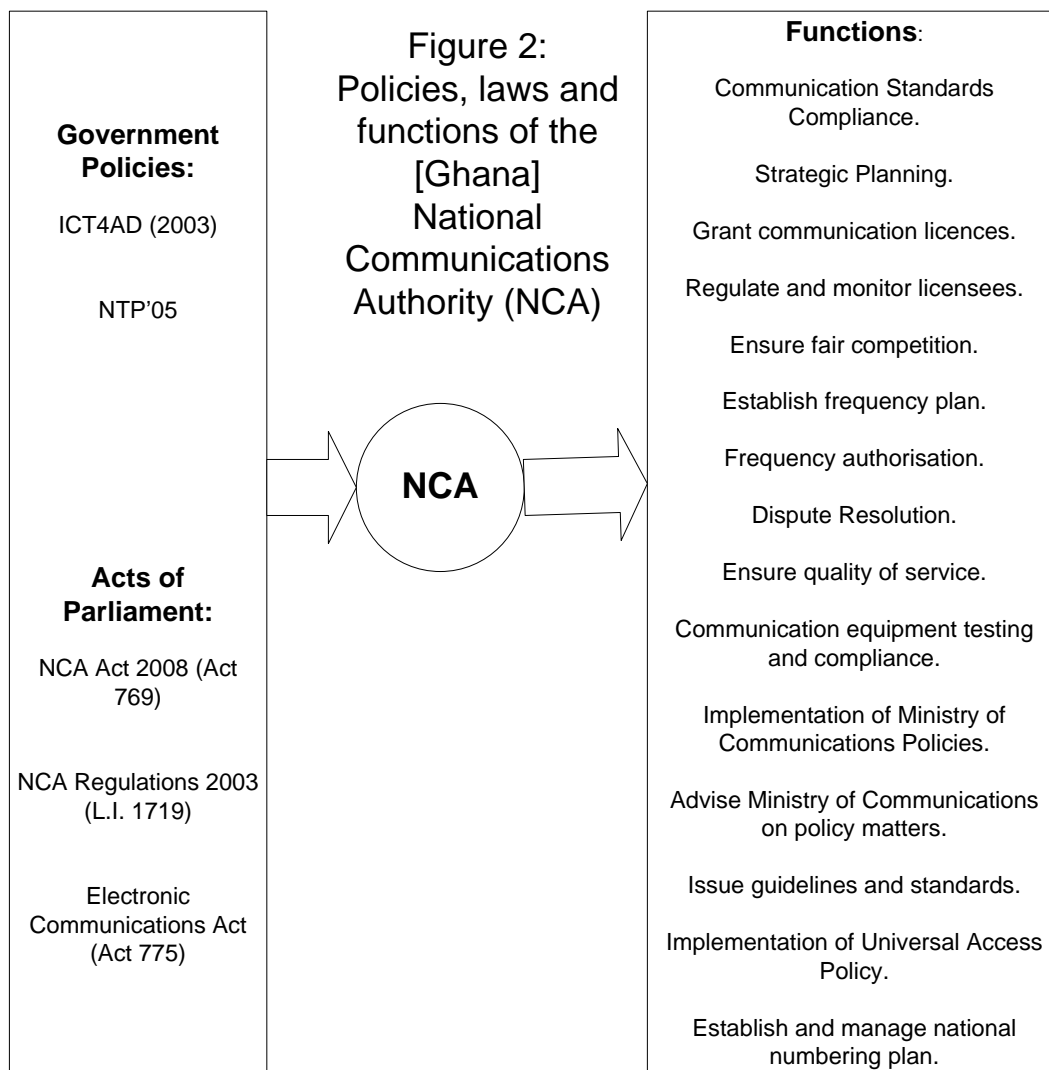 Government
Policies:
ICT4AD (2003)
NTP’05
Acts of
Parliament:
NCA Act 2008 (Act
769)
NCA Regulations 2003
(L.I. 1719)
Electronic
Communications Act
(Act 775)
Figure 2:
Policies, laws and
functions of the
[Ghana]
National
Communications
Authority (NCA)
NCA
Functions:
Communication Standards
Compliance.
Strategic Planning.
Grant communication licences.
Regulate and monitor licensees.
Ensure fair competition.
Establish frequency plan.
Frequency authorisation.
Dispute Resolution.
Ensure quality of service.
Communication equipment testing
and compliance.
Implementation of Ministry of
Communications Policies.
Advise Ministry of Communications
on policy matters.
Issue guidelines and standards.
Implementation of Universal Access
Policy.
Establish and manage national
numbering plan.